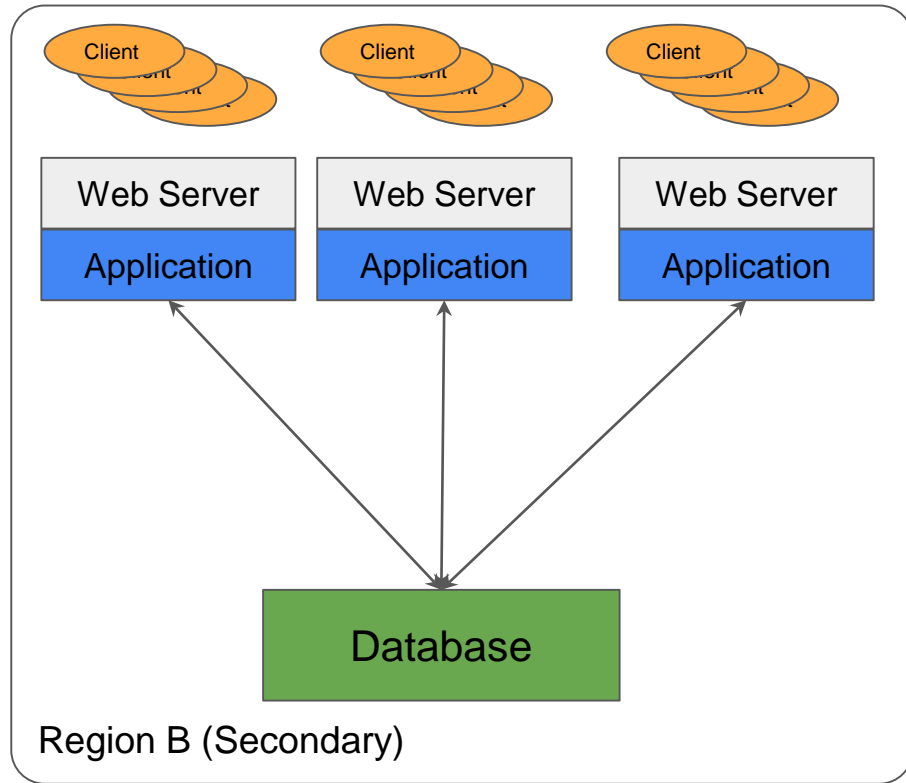 Client
Client
Client
Web Server
Web Server
Web Server
Application
Application
Application
Database
Region B (Secondary)